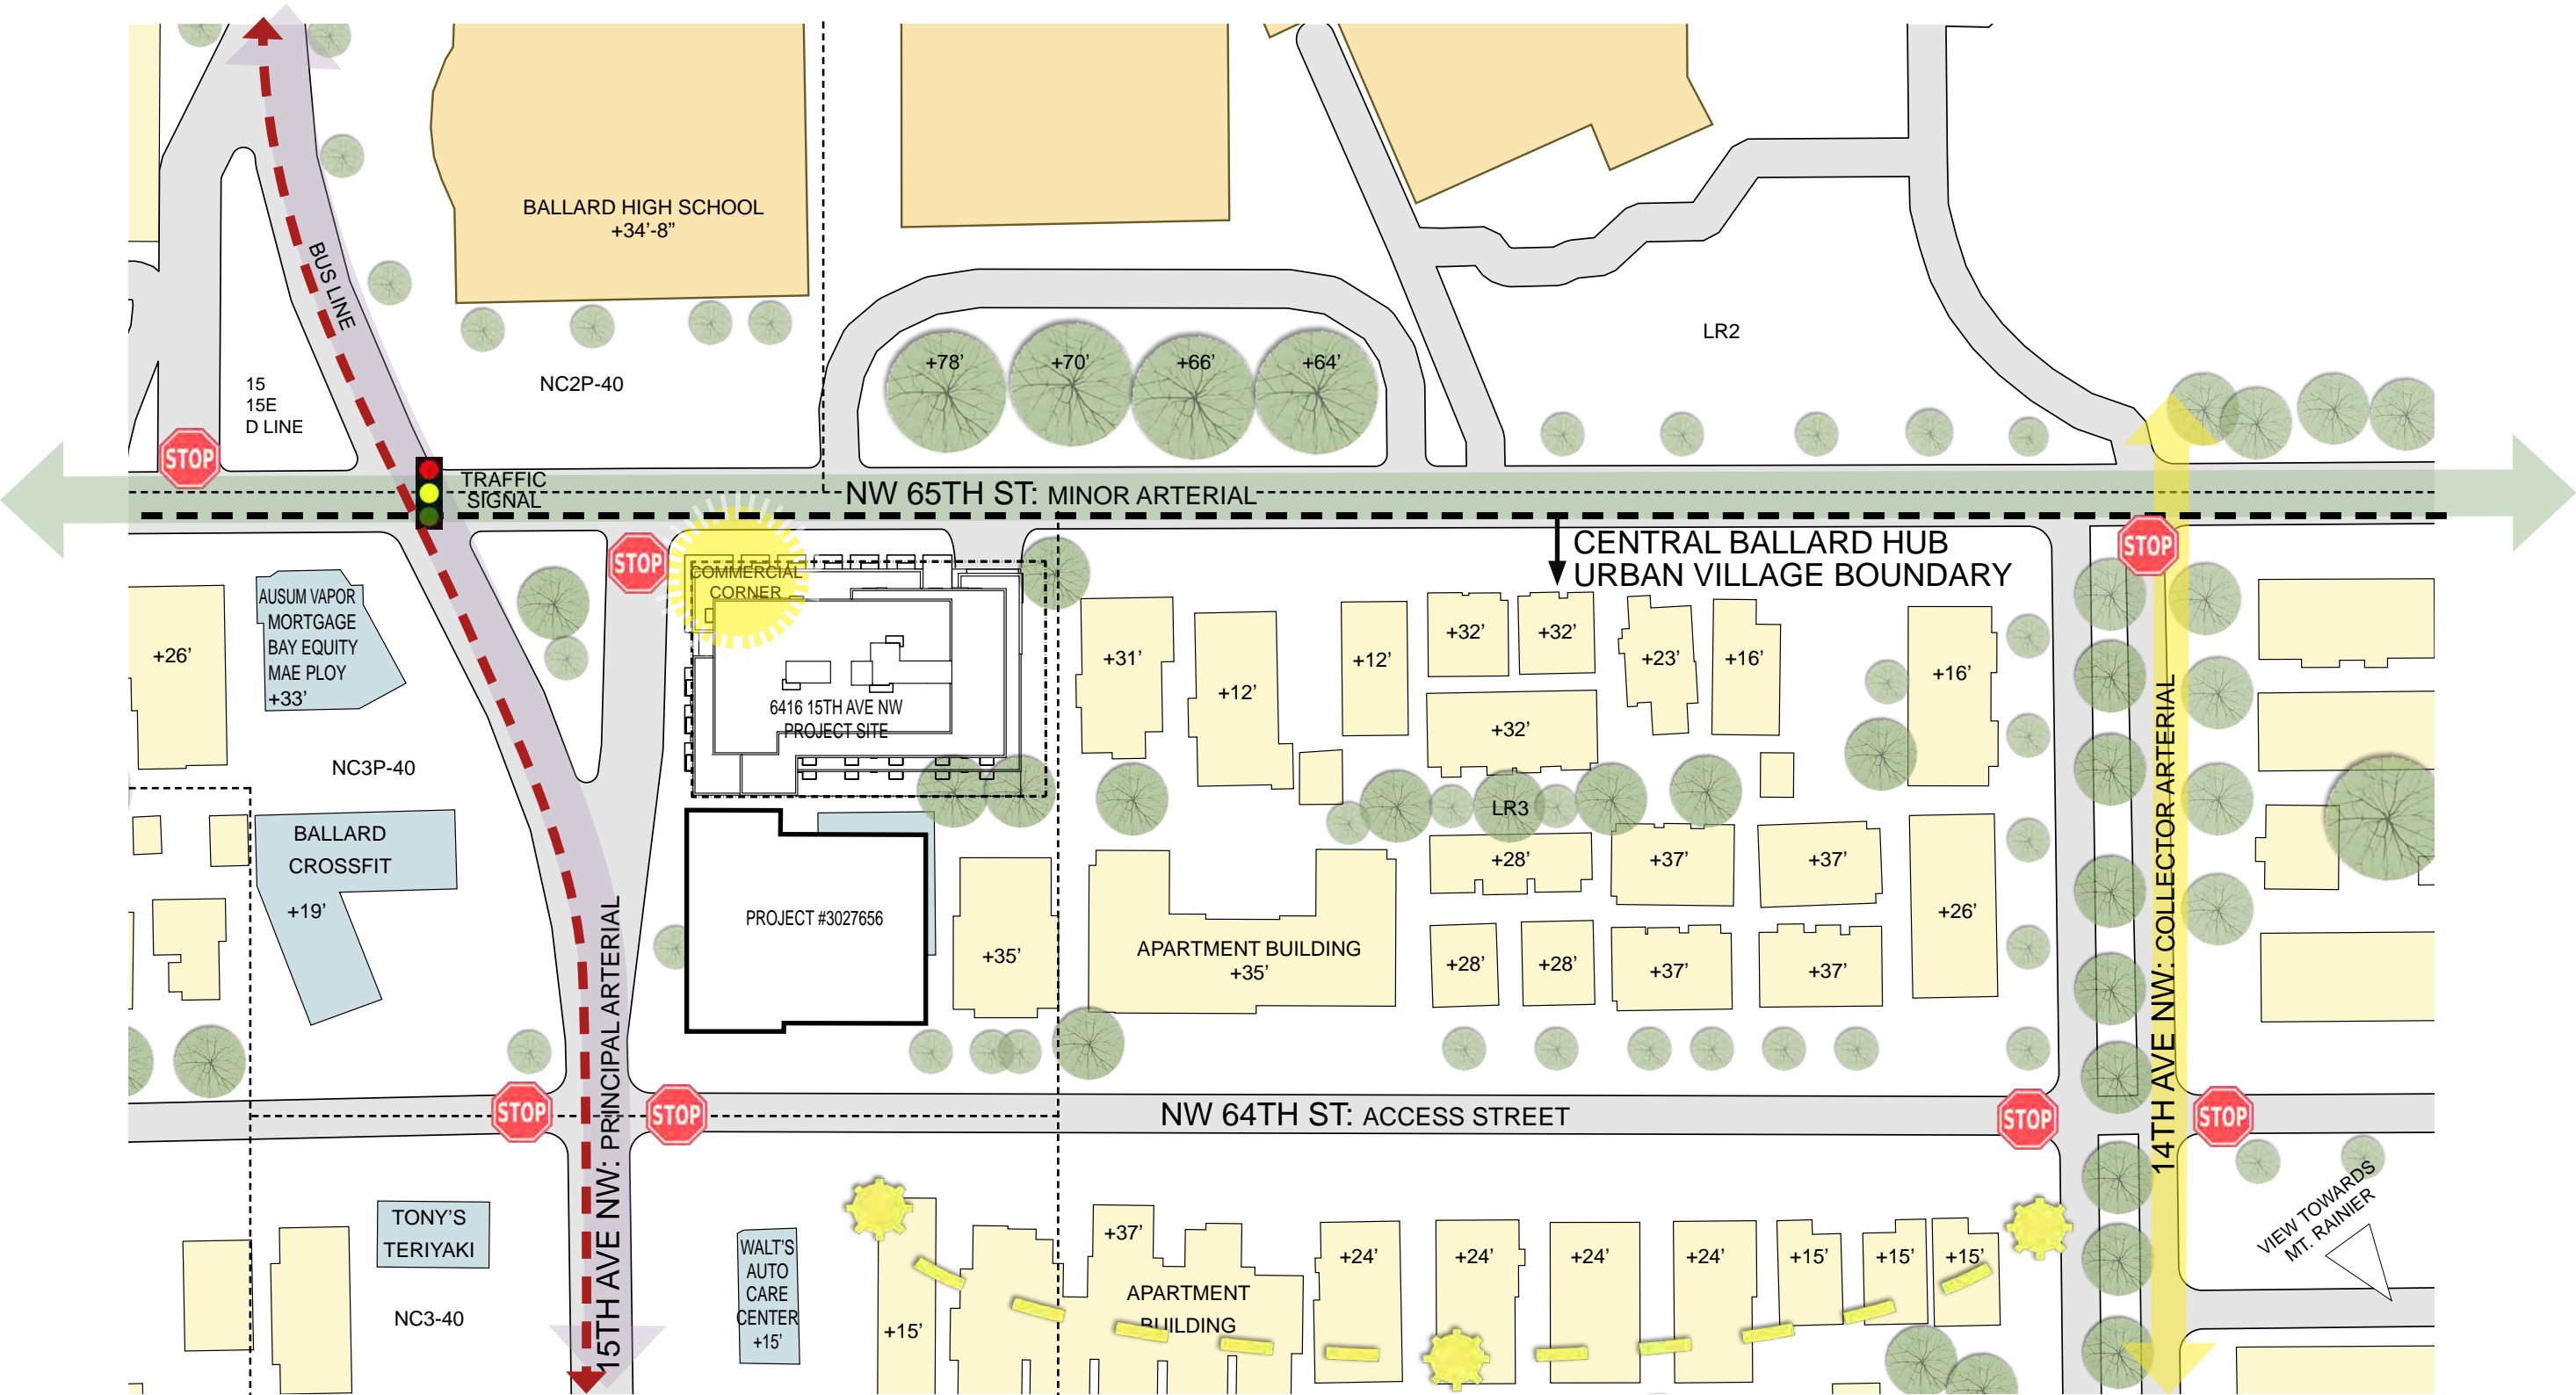 BALLARD HIGH SCHOOL
+34'-8"
BUS LINE
LR2
15
15E
D LINE
NC2P-40
+78'
+70'
+66'
+64'
STOP
TRAFFIC
SIGNAL
NW 65TH ST: MINOR ARTERIAL
STOP
STOP
CENTRAL BALLARD HUB
URBAN VILLAGE BOUNDARY
COMMERCIAL
CORNER
AUSUM VAPOR
MORTGAGE
BAY EQUITY
MAE PLOY
+33'
+26'
6416 15TH AVE NW
PROJECT SITE
+31'
+12'
+12'
+32'
+32'
+23'
+16'
+16'
+32'
NC3P-40
LR3
BALLARD
CROSSFIT
+19'
PROJECT #3027656
+35'
APARTMENT BUILDING
+35'
+28'
+37'
+37'
+26'
+28'
+28'
+37'
+37'
15TH AVE NW: PRINCIPAL ARTERIAL
14TH AVE NW: COLLECTOR ARTERIAL
STOP
STOP
NW 64TH ST: ACCESS STREET
STOP
STOP
VIEW TOWARDS
MT. RAINIER
TONY'S
TERIYAKI
NC3-40
WALT'S
AUTO
CARE
CENTER
+15'
+15'
+37'
APARTMENT
BUILDING
+24'
+24'
+24'
+24'
+15'
+15'
+15'